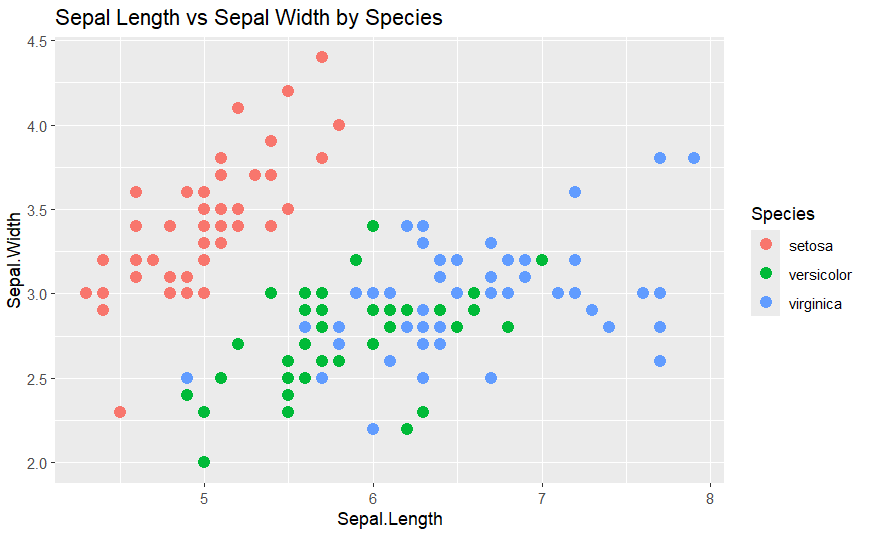 Sepal Length vs Sepal Width by Species
4.5
4.0
3.5
3.0
2.5
2.0
Sepal.Width
5 6 7 8
Sepal.Length
Species
setosa
versicolor
virginica